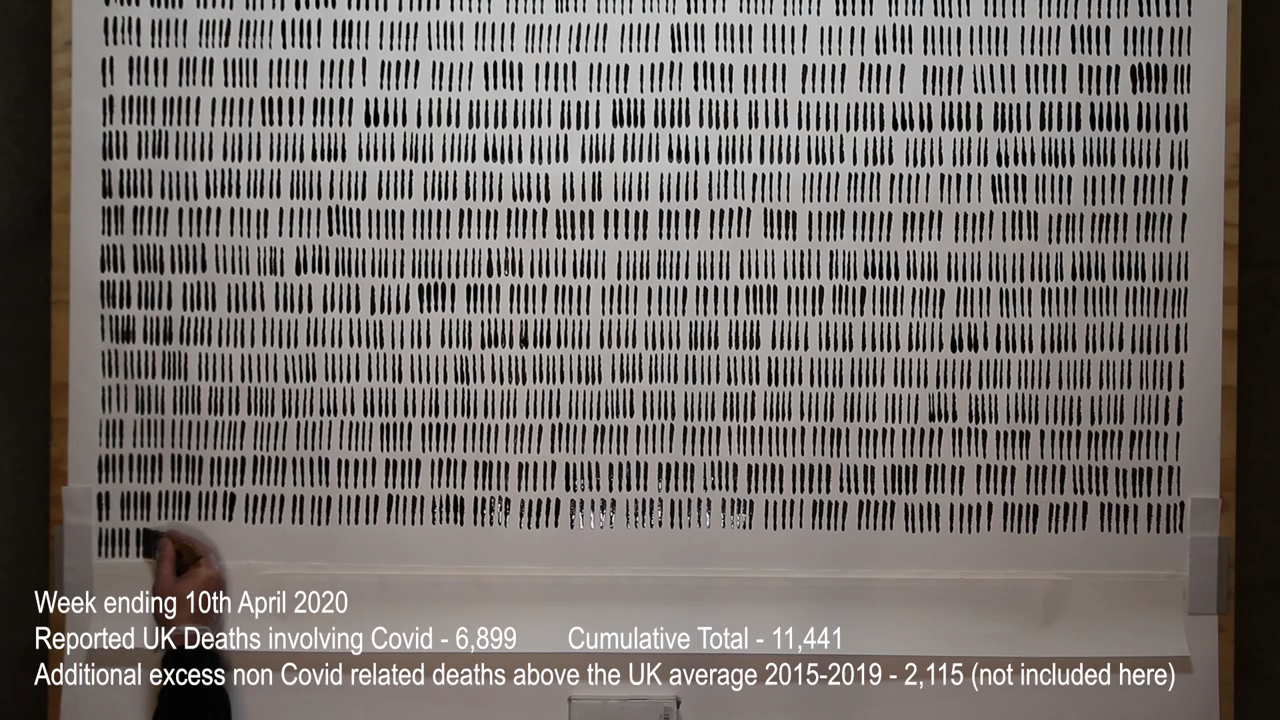 Week ending 10th April 2020
Reported UK Deaths involving Covid - 6,899 Cumulative Total - 11,441
Additional excess non Covid related deaths above the UK average 2015-2019 - 2,115 (not included here)